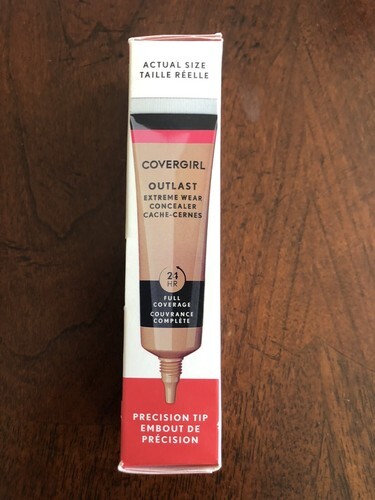 ACTUAL SIZE
TAILLE RÉELLE
COVERGIRL
OUTLAST
EXTREME WEAR
CONCEALER
CACHE-CERNES
24
HR
FULL
COVERAGE
COUVRANCE
COMPLÈTE
PRECISION TIP
EMBOUT DE
PRÉCISION